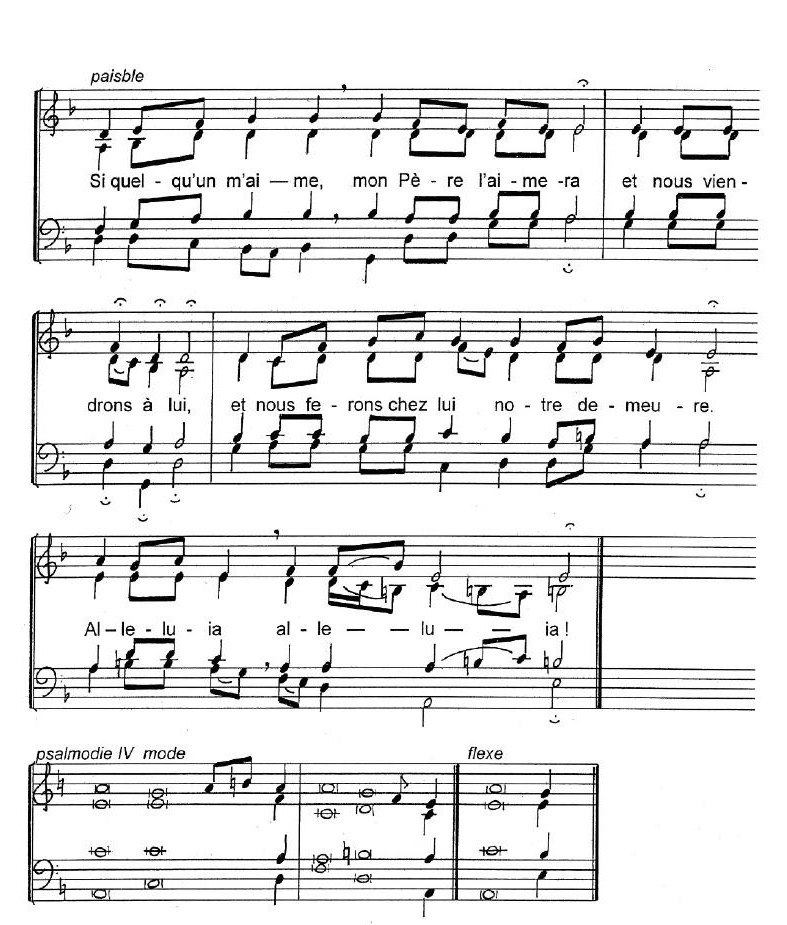 paisble
Si quel - qu'un m'ai — me, mon Pè - re l'ai - me - ra et nous vien -
drons à lui, et nous fe - rons chez lui no - tre de - meu - re.
Al – le - lu - ia al - le — — lu — — ia !
psalmodie IV mode flexe